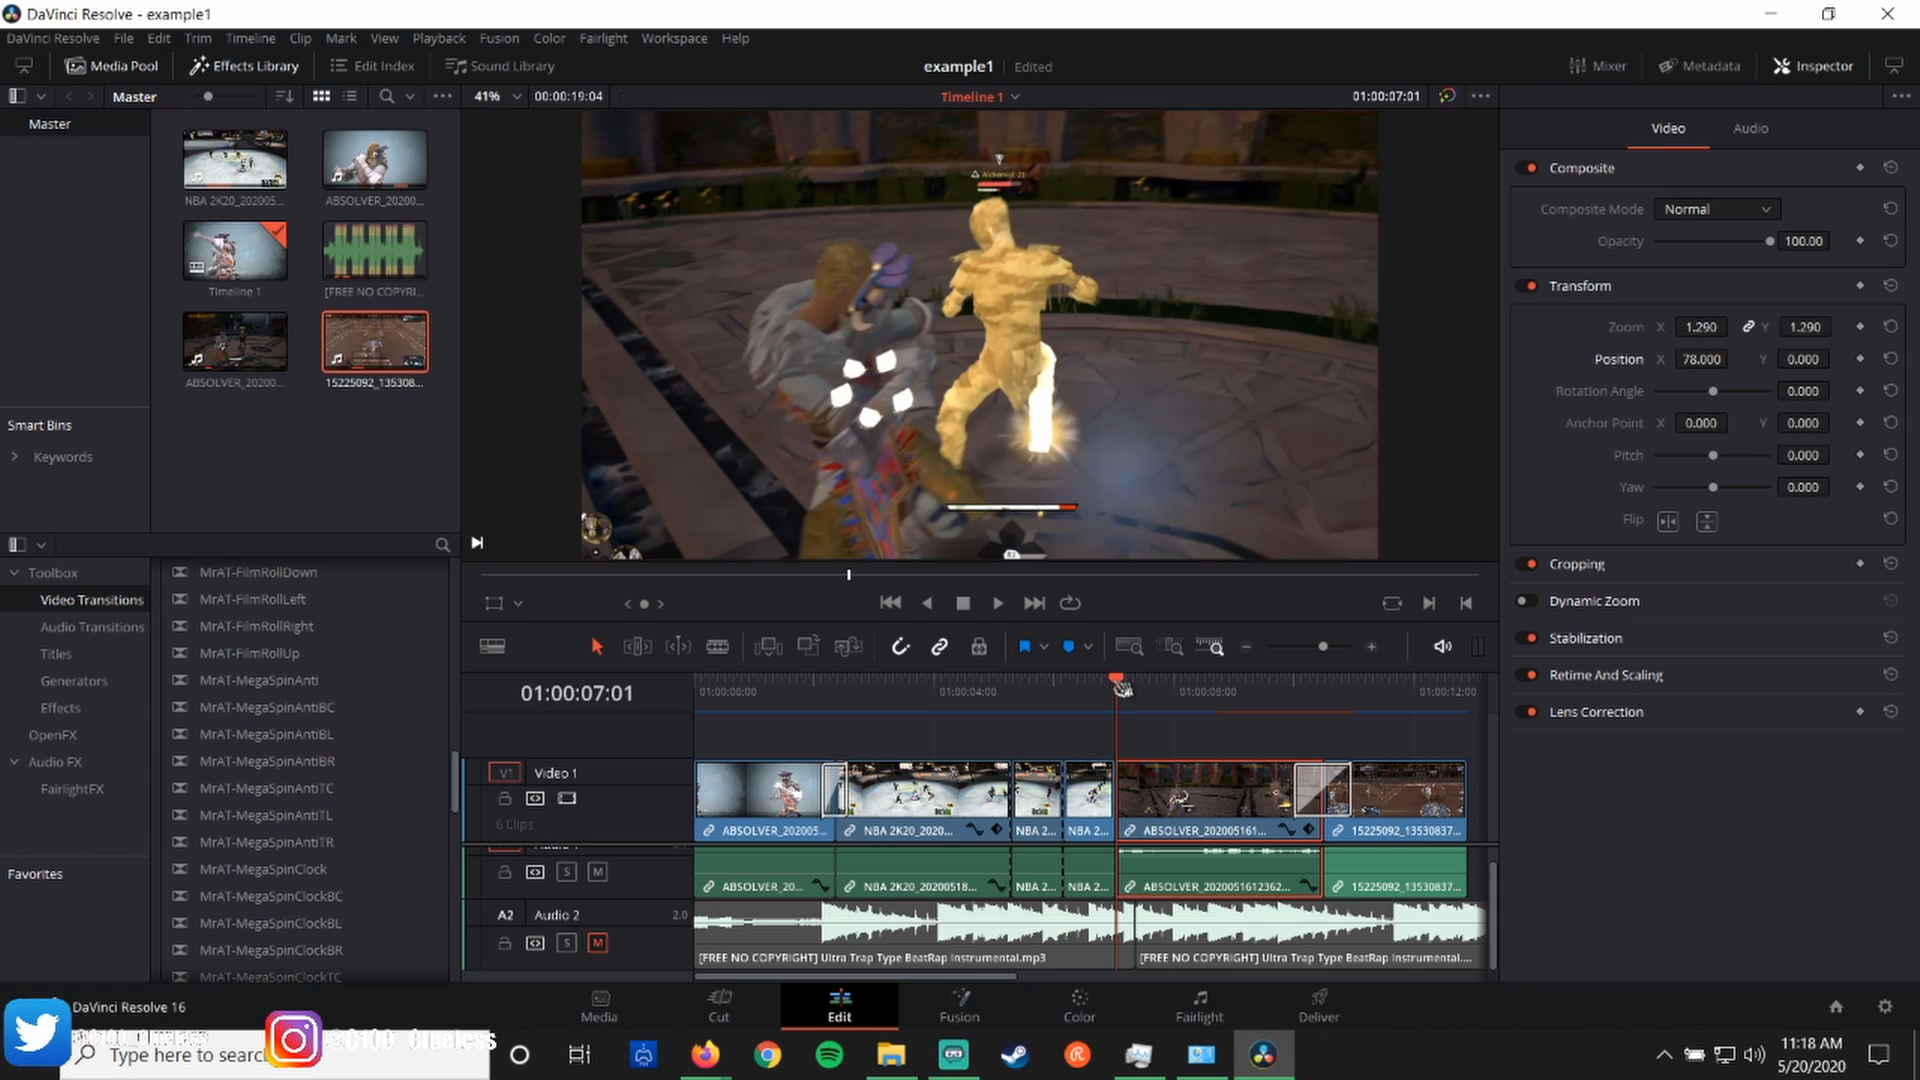 DaVinci Resolve - example1
DaVinci Resolve File Edit Trim Timeline Clip Mark View Playback Fusion Color Fairlight Workspace Help
Media Pool Effects Library Edit Index Sound Library example1 Edited Mixer Metadata Inspector
Master 41% 00:00:19:04 Timeline 1 01:00:07:01
Master
Video Audio
NBA 2K20_202005... ABSOLVER_20200...
Timeline 1 [FREE NO COPYRI...
ABSOLVER_20200... 15225092_135308...
Smart Bins
Keywords
Alchemist 21
Composite
Composite Mode Normal
Opacity 100.00
Transform
Zoom X 1.290 Y 1.290
Position X 78.000 Y 0.000
Rotation Angle 0.000
Anchor Point X 0.000 Y 0.000
Pitch 0.000
Yaw 0.000
Flip
Cropping
Dynamic Zoom
Stabilization
Retime And Scaling
Lens Correction
Toolbox
Video Transitions
Audio Transitions
Titles
Generators
Effects
OpenFX
Audio FX
FairlightFX
Favorites
MrAT-FilmRollDown
MrAT-FilmRollLeft
MrAT-FilmRollRight
MrAT-FilmRollUp
MrAT-MegaSpinAnti
MrAT-MegaSpinAntiBC
MrAT-MegaSpinAntiBL
MrAT-MegaSpinAntiBR
MrAT-MegaSpinAntiTC
MrAT-MegaSpinAntiTL
MrAT-MegaSpinAntiTR
MrAT-MegaSpinClock
MrAT-MegaSpinClockBC
MrAT-MegaSpinClockBL
MrAT-MegaSpinClockBR
MrAT-MegaSpinClockTC
01:00:07:01 01:00:00:00 01:00:04:00 01:00:08:00 01:00:12:00
V1 Video 1
6 Clips
ABSOLVER_202005... NBA 2K20_2020... NBA 2... NBA 2... ABSOLVER_202005161... 15225092_13530837...
S M
ABSOLVER_20... NBA 2K20_20200518... NBA 2... NBA 2... ABSOLVER_2020051612362... 15225092_13530837...
A2 Audio 2 2.0
S M
[FREE NO COPYRIGHT] Ultra Trap Type BeatRap Instrumental.mp3 [FREE NO COPYRIGHT] Ultra Trap Type BeatRap Instrumental....
DaVinci Resolve 16
Media Cut Edit Fusion Color Fairlight Deliver
Type here to search
11:18 AM
5/20/2020